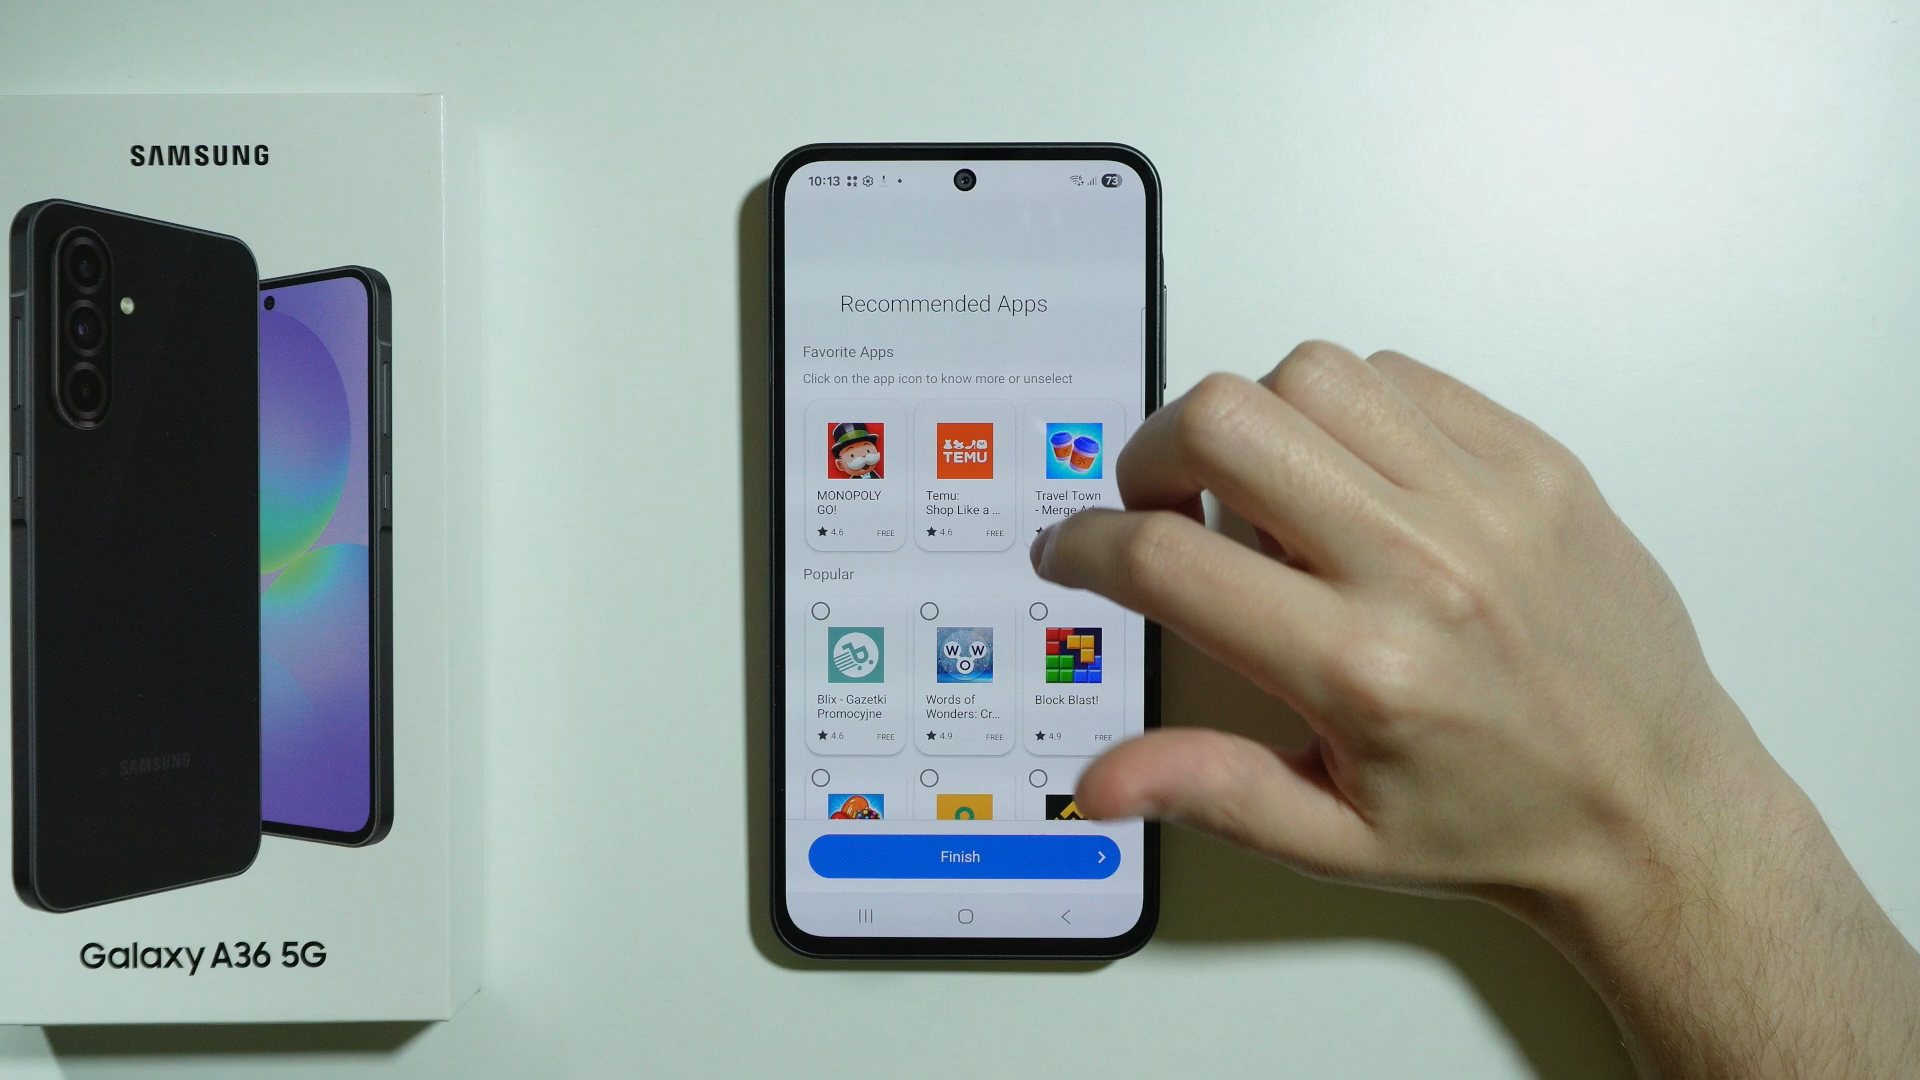 SAMSUNG
SAMSUNG
Galaxy A36 5G
10:13
73
Recommended Apps
Favorite Apps
Click on the app icon to know more or unselect
TEMU
MONOPOLY
GO!
Temu:
Shop Like a ...
Travel Town
- Merge Ad
4.6 FREE
4.6 FREE
Popular
W W
O
Blix - Gazetki
Promocyjne
Words of
Wonders: Cr...
Block Blast!
4.6 FREE
4.9 FREE
4.9 FREE
Finish